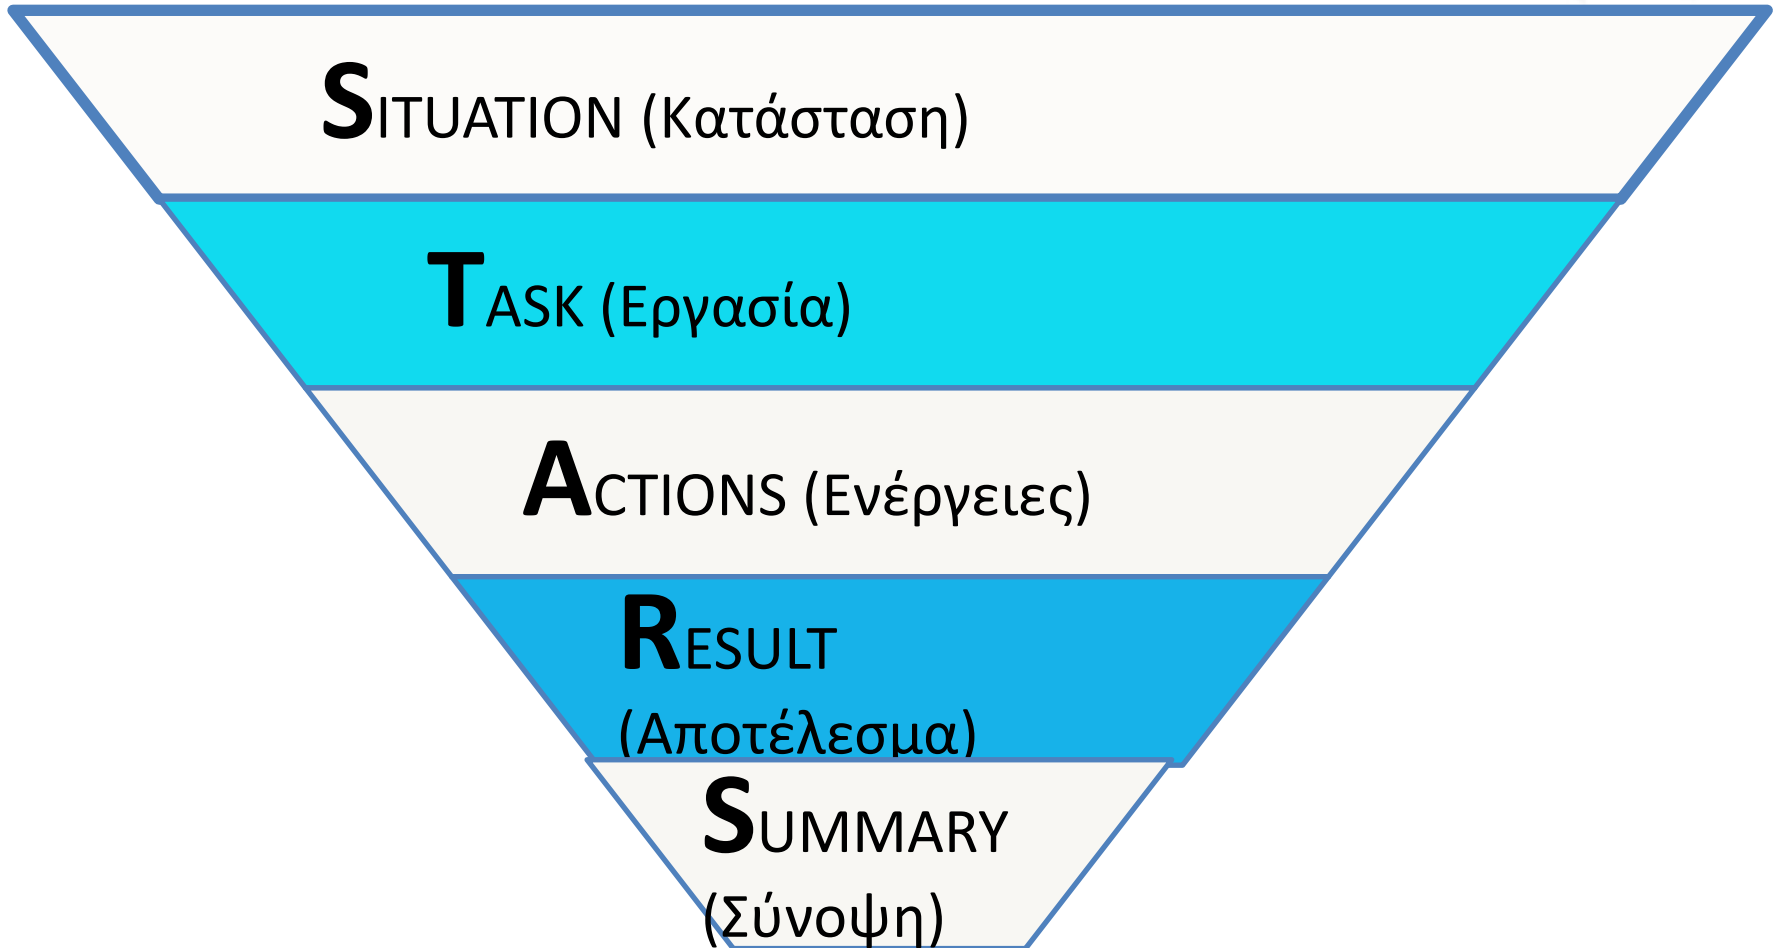 SITUATION (Κατάσταση)
TASK (Εργασία)
ACTIONS (Ενέργειες)
RESULT
(Αποτέλεσμα)
SUMMARY
(Σύνοψη)